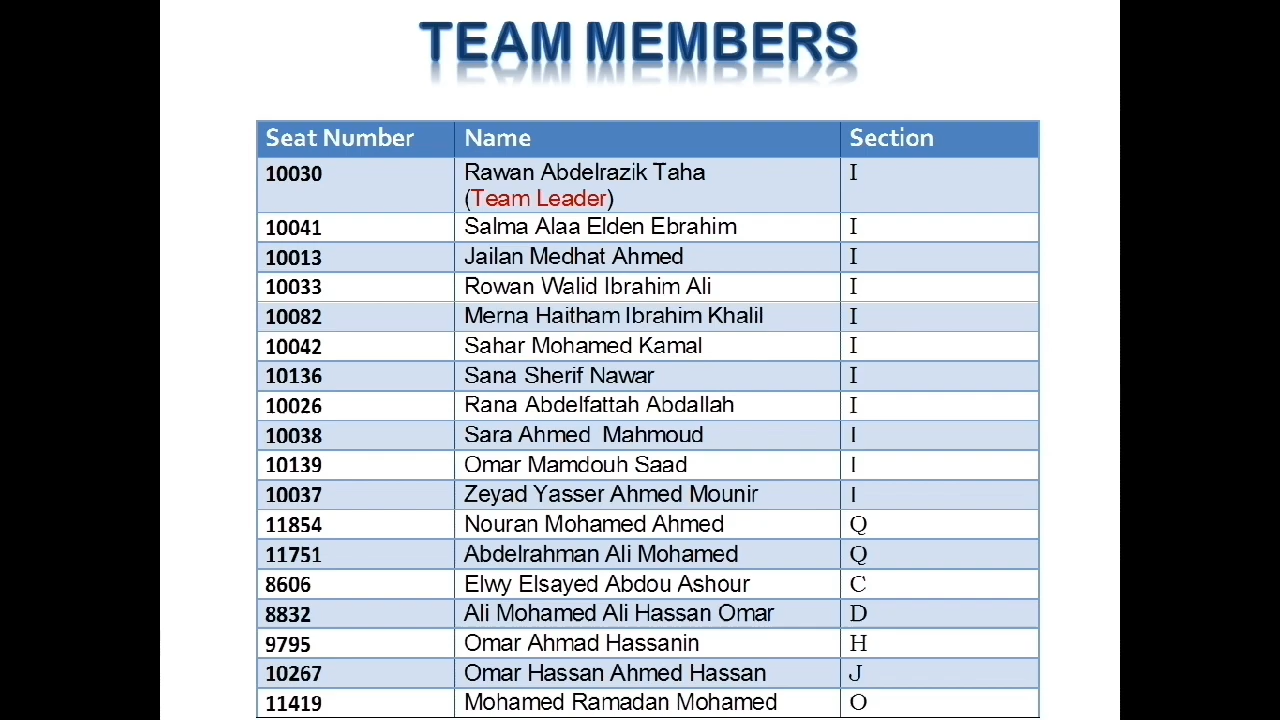 TEAM MEMBERS
Seat Number Name Section
10030 Rawan Abdelrazik Taha I
(Team Leader)
10041 Salma Alaa Elden Ebrahim I
10013 Jailan Medhat Ahmed I
10033 Rowan Walid Ibrahim Ali I
10082 Merna Haitham Ibrahim Khalil I
10042 Sahar Mohamed Kamal I
10136 Sana Sherif Nawar I
10026 Rana Abdelfattah Abdallah I
10038 Sara Ahmed  Mahmoud I
10139 Omar Mamdouh Saad I
10037 Zeyad Yasser Ahmed Mounir I
11854 Nouran Mohamed Ahmed Q
11751 Abdelrahman Ali Mohamed Q
8606 Elwy Elsayed Abdou Ashour C
8832 Ali Mohamed Ali Hassan Omar D
9795 Omar Ahmad Hassanin H
10267 Omar Hassan Ahmed Hassan J
11419 Mohamed Ramadan Mohamed O